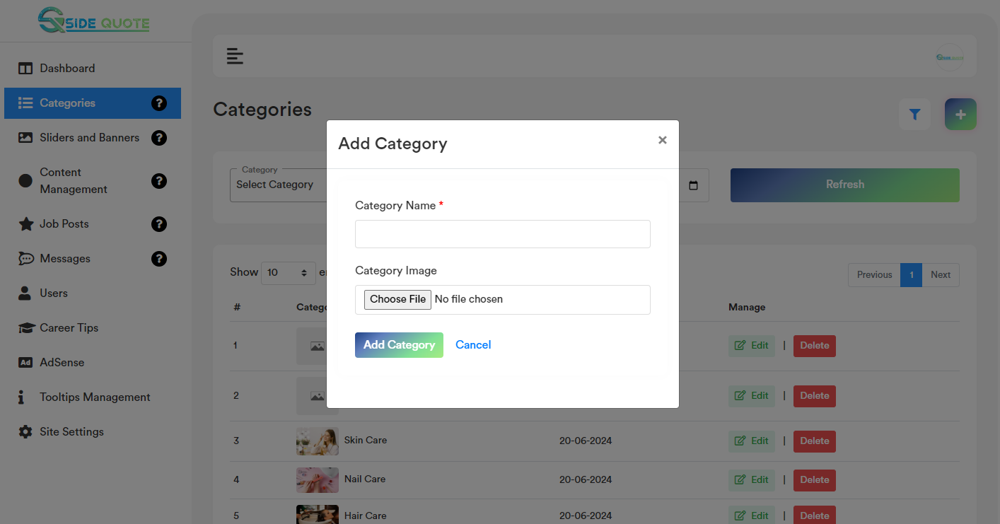 SIDE QUOTE
Dashboard
Categories ?
Sliders and Banners ?
Content
Management ?
Job Posts ?
Messages ?
Users
Career Tips
Ad AdSense
Tooltips Management
Site Settings
SIDE QUOTE
Categories
+
Category
Select Category
Refresh
Add Category ×
Category Name *
Category Image
Choose File No file chosen
Add Category Cancel
Show 10
Previous 1 Next
# Manage
1 Edit | Delete
2 Edit | Delete
3 Skin Care 20-06-2024 Edit | Delete
4 Nail Care 20-06-2024 Edit | Delete
5 Hair Care 20-06-2024 Edit | Delete